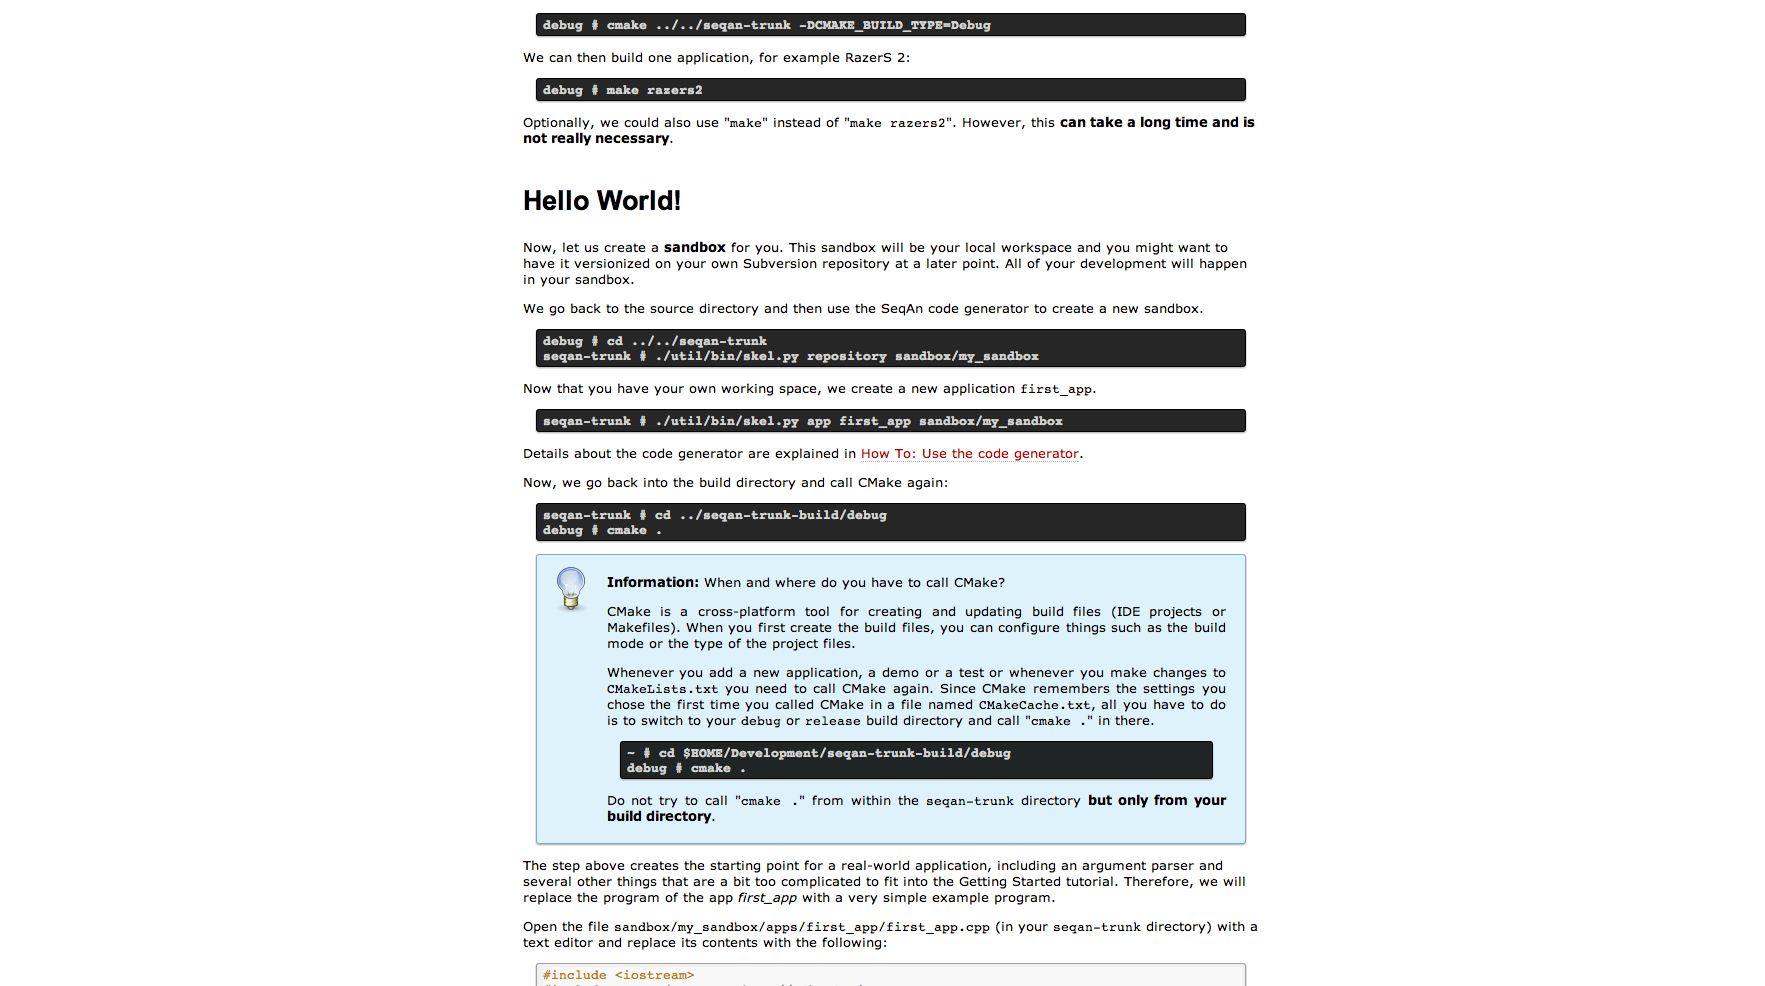 debug # cmake ../../seqan-trunk -DCMAKE_BUILD_TYPE=Debug
We can then build one application, for example RazerS 2:
debug # make razers2
Optionally, we could also use "make" instead of "make razers2". However, this can take a long time and is
not really necessary.
Hello World!
Now, let us create a sandbox for you. This sandbox will be your local workspace and you might want to
have it versionized on your own Subversion repository at a later point. All of your development will happen
in your sandbox.
We go back to the source directory and then use the SeqAn code generator to create a new sandbox.
debug # cd ../../seqan-trunk
seqan-trunk # ./util/bin/skel.py repository sandbox/my_sandbox
Now that you have your own working space, we create a new application first_app.
seqan-trunk # ./util/bin/skel.py app first_app sandbox/my_sandbox
Details about the code generator are explained in How To: Use the code generator.
Now, we go back into the build directory and call CMake again:
seqan-trunk # cd ../seqan-trunk-build/debug
debug # cmake .
Information: When and where do you have to call CMake?
CMake is a cross-platform tool for creating and updating build files (IDE projects or
Makefiles). When you first create the build files, you can configure things such as the build
mode or the type of the project files.
Whenever you add a new application, a demo or a test or whenever you make changes to
CMakeLists.txt you need to call CMake again. Since CMake remembers the settings you
chose the first time you called CMake in a file named CMakeCache.txt, all you have to do
is to switch to your debug or release build directory and call "cmake ." in there.
~ # cd $HOME/Development/seqan-trunk-build/debug
debug # cmake .
Do not try to call "cmake ." from within the seqan-trunk directory but only from your
build directory.
The step above creates the starting point for a real-world application, including an argument parser and
several other things that are a bit too complicated to fit into the Getting Started tutorial. Therefore, we will
replace the program of the app first_app with a very simple example program.
Open the file sandbox/my_sandbox/apps/first_app/first_app.cpp (in your seqan-trunk directory) with a
text editor and replace its contents with the following:
#include <iostream>